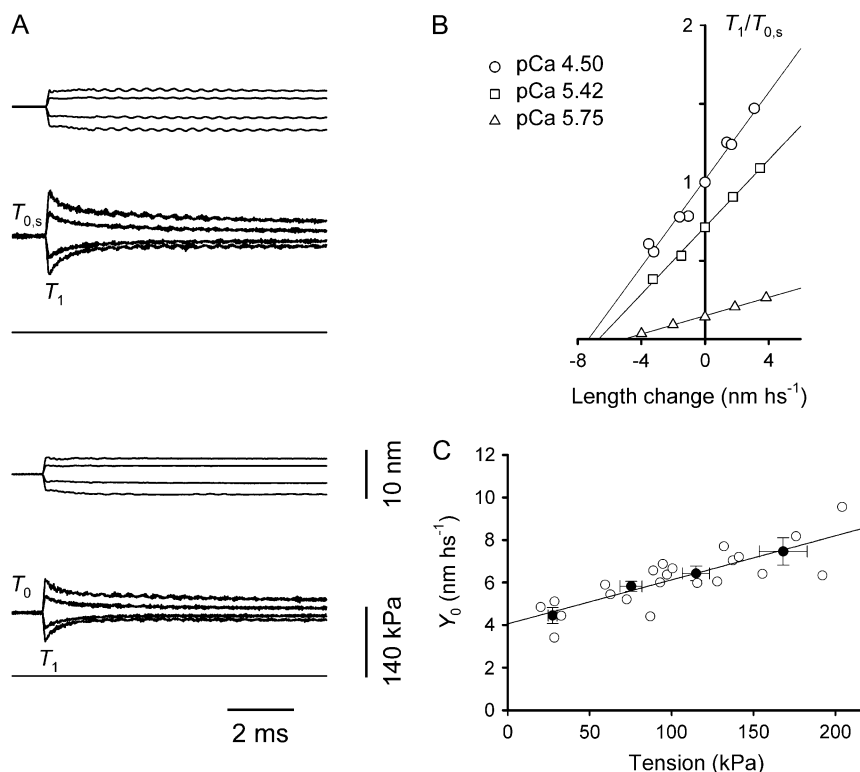 A
T0,s
T1
10 nm
T0
T1
140 kPa
2 ms
B
T1/T0,s
pCa 4.50
pCa 5.42
pCa 5.75
2
1
-8 -4 0 4
Length change (nm hs-1)
C
12
10
8
6
4
2
0
Y0 (nm hs-1)
0 50 100 150 200
Tension (kPa)